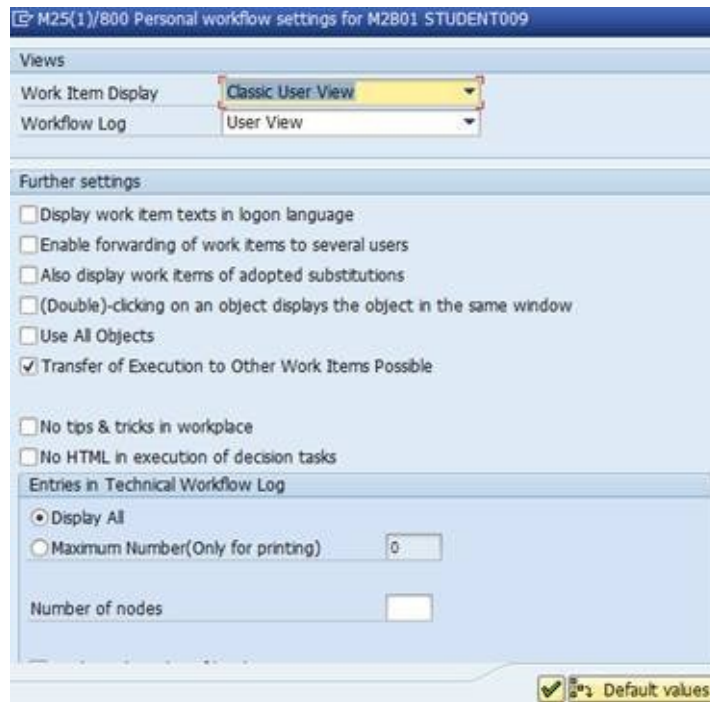 M25(1)/800 Personal workflow settings for M2B01 STUDENT009
Views
Work Item Display Classic User View
Workflow Log User View
Further settings
Display work item texts in logon language
Enable forwarding of work items to several users
Also display work items of adopted substitutions
(Double)-clicking on an object displays the object in the same window
Use All Objects
Transfer of Execution to Other Work Items Possible
No tips & tricks in workplace
No HTML in execution of decision tasks
Entries in Technical Workflow Log
Display All
Maximum Number(Only for printing) 0
Number of nodes
Default values